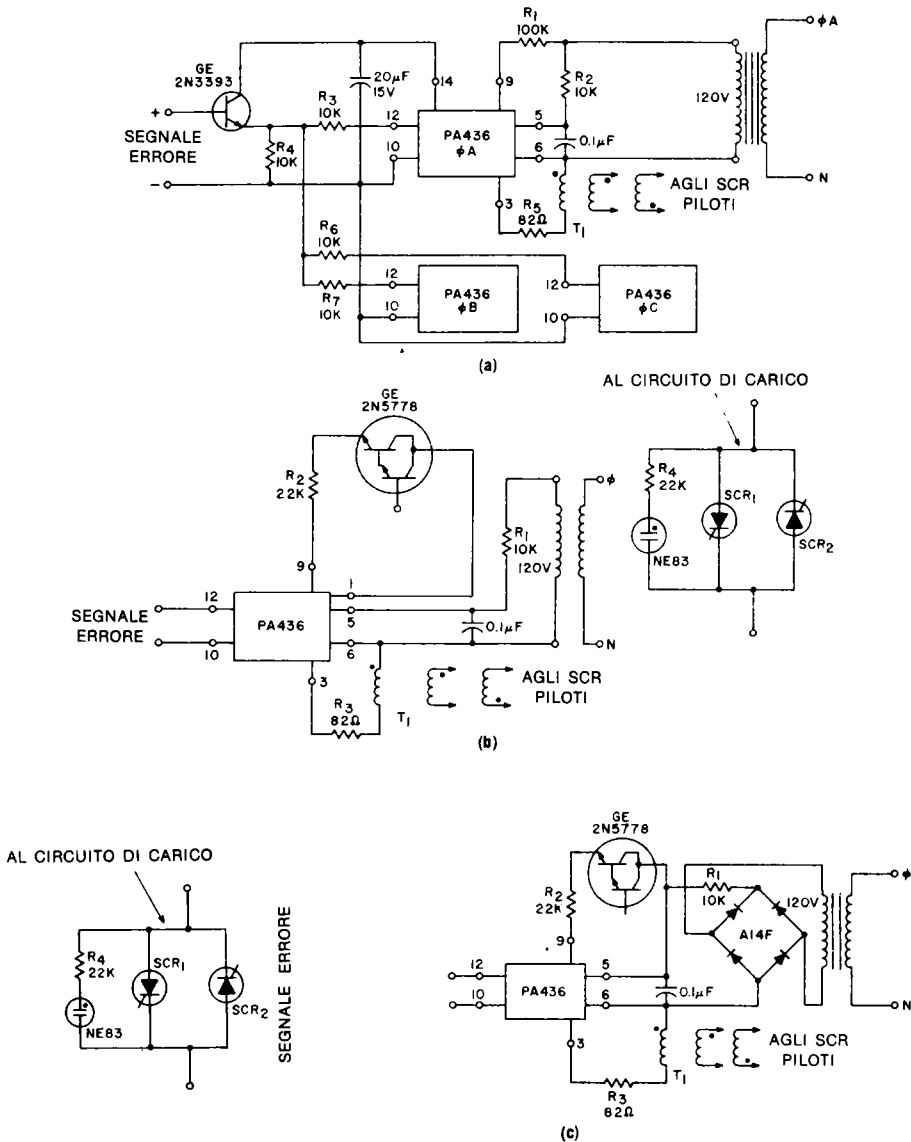 GE
2N3393
+
SEGNALE
ERRORE
−
R4
10K
R3
10K
20µF
15V
14
12
10
PA436
φA
9
5
6
3
R1
100K
R2
10K
0.1µF
R5
82Ω
T1
AGLI SCR
PILOTI
120V
φA
N
R6
10K
R7
10K
12
10
PA436
φB
12
10
PA436
φC
(a)
GE
2N5778
R2
22K
9
SEGNALE
ERRORE
12
10
PA436
1
5
6
3
0.1µF
R1
10K
120V
φ
N
R3
82Ω
T1
AGLI SCR
PILOTI
(b)
AL CIRCUITO DI CARICO
R4
22K
NE83
SCR1
SCR2
AL CIRCUITO DI CARICO
R4
22K
NE83
SCR1
SCR2
SEGNALE ERRORE
GE
2N5778
R2
22K
9
12
10
PA436
5
6
3
0.1µF
R1
10K
A14F
120V
φ
N
R3
82Ω
T1
AGLI SCR
PILOTI
(c)